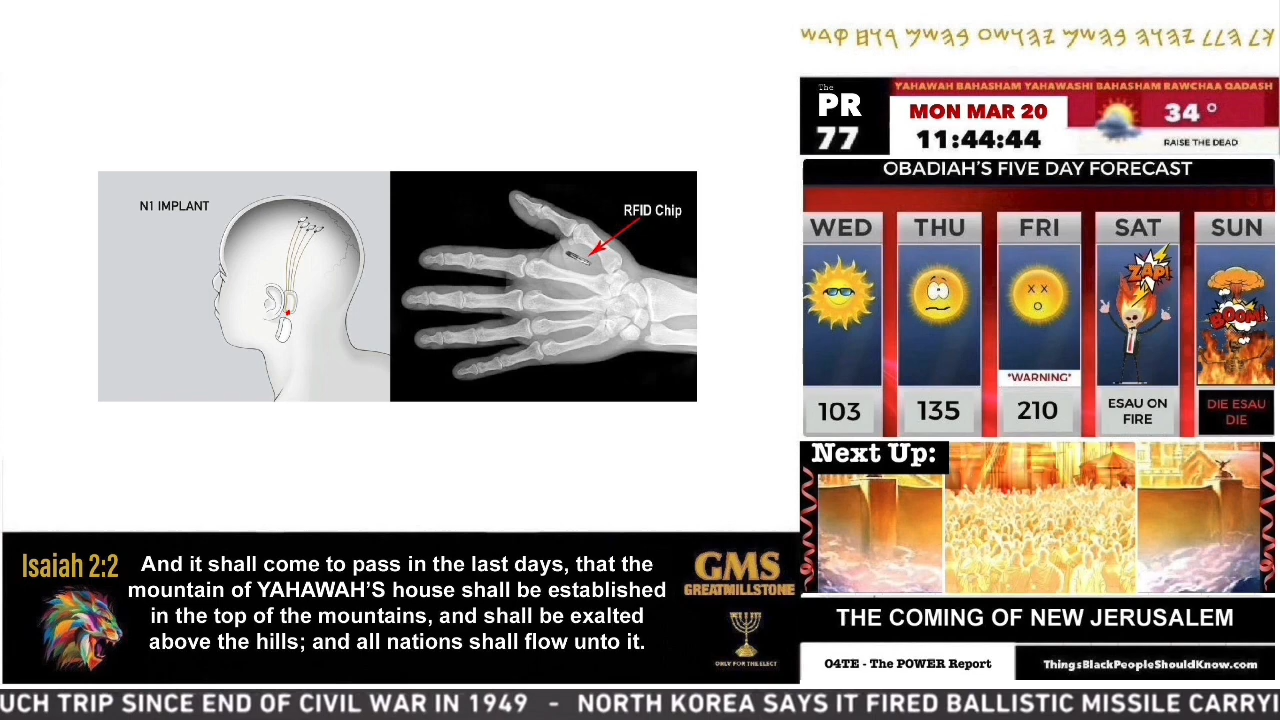 The
PR
77
YAHAWAH BAHASHAM YAHAWASHI BAHASHAM RAWCHAA QADASH
MON MAR 20
11:44:44
34°
RAISE THE DEAD
OBADIAH'S FIVE DAY FORECAST
WED THU FRI SAT SUN
ZAP!
BOOM!
*WARNING*
103 135 210
ESAU ON
FIRE
DIE ESAU
DIE
N1 IMPLANT
RFID Chip
Next Up:
THE COMING OF NEW JERUSALEM
04TE - The POWER Report
ThingsBlackPeopleShouldKnow.com
Isaiah 2:2
And it shall come to pass in the last days, that the
mountain of YAHAWAH'S house shall be established
in the top of the mountains, and shall be exalted
above the hills; and all nations shall flow unto it.
GMS
GREATMILLSTONE
ONLY FOR THE ELECT
UCH TRIP SINCE END OF CIVIL WAR IN 1949 - NORTH KOREA SAYS IT FIRED BALLISTIC MISSILE CARRYI